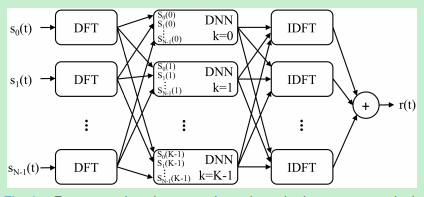 s0(t)
DFT
S0(0)
S1(0)
⋮
SN-1(0)
DNN
k=0
IDFT
s1(t)
DFT
S0(1)
S1(1)
⋮
SN-1(1)
DNN
k=1
IDFT
+
r(t)
⋮
⋮
⋮
sN-1(t)
DFT
S0(K-1)
S1(K-1)
⋮
SN-1(K-1)
DNN
k=K-1
IDFT